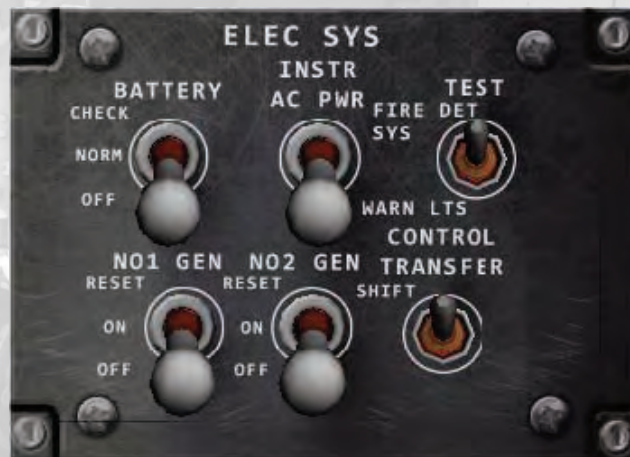 ELEC SYS
INSTR
BATTERY
AC PWR
TEST
CHECK
FIRE DET
SYS
NORM
OFF
WARN LTS
CONTROL
NO1 GEN
NO2 GEN
TRANSFER
RESET
RESET
SHIFT
ON
ON
OFF
OFF